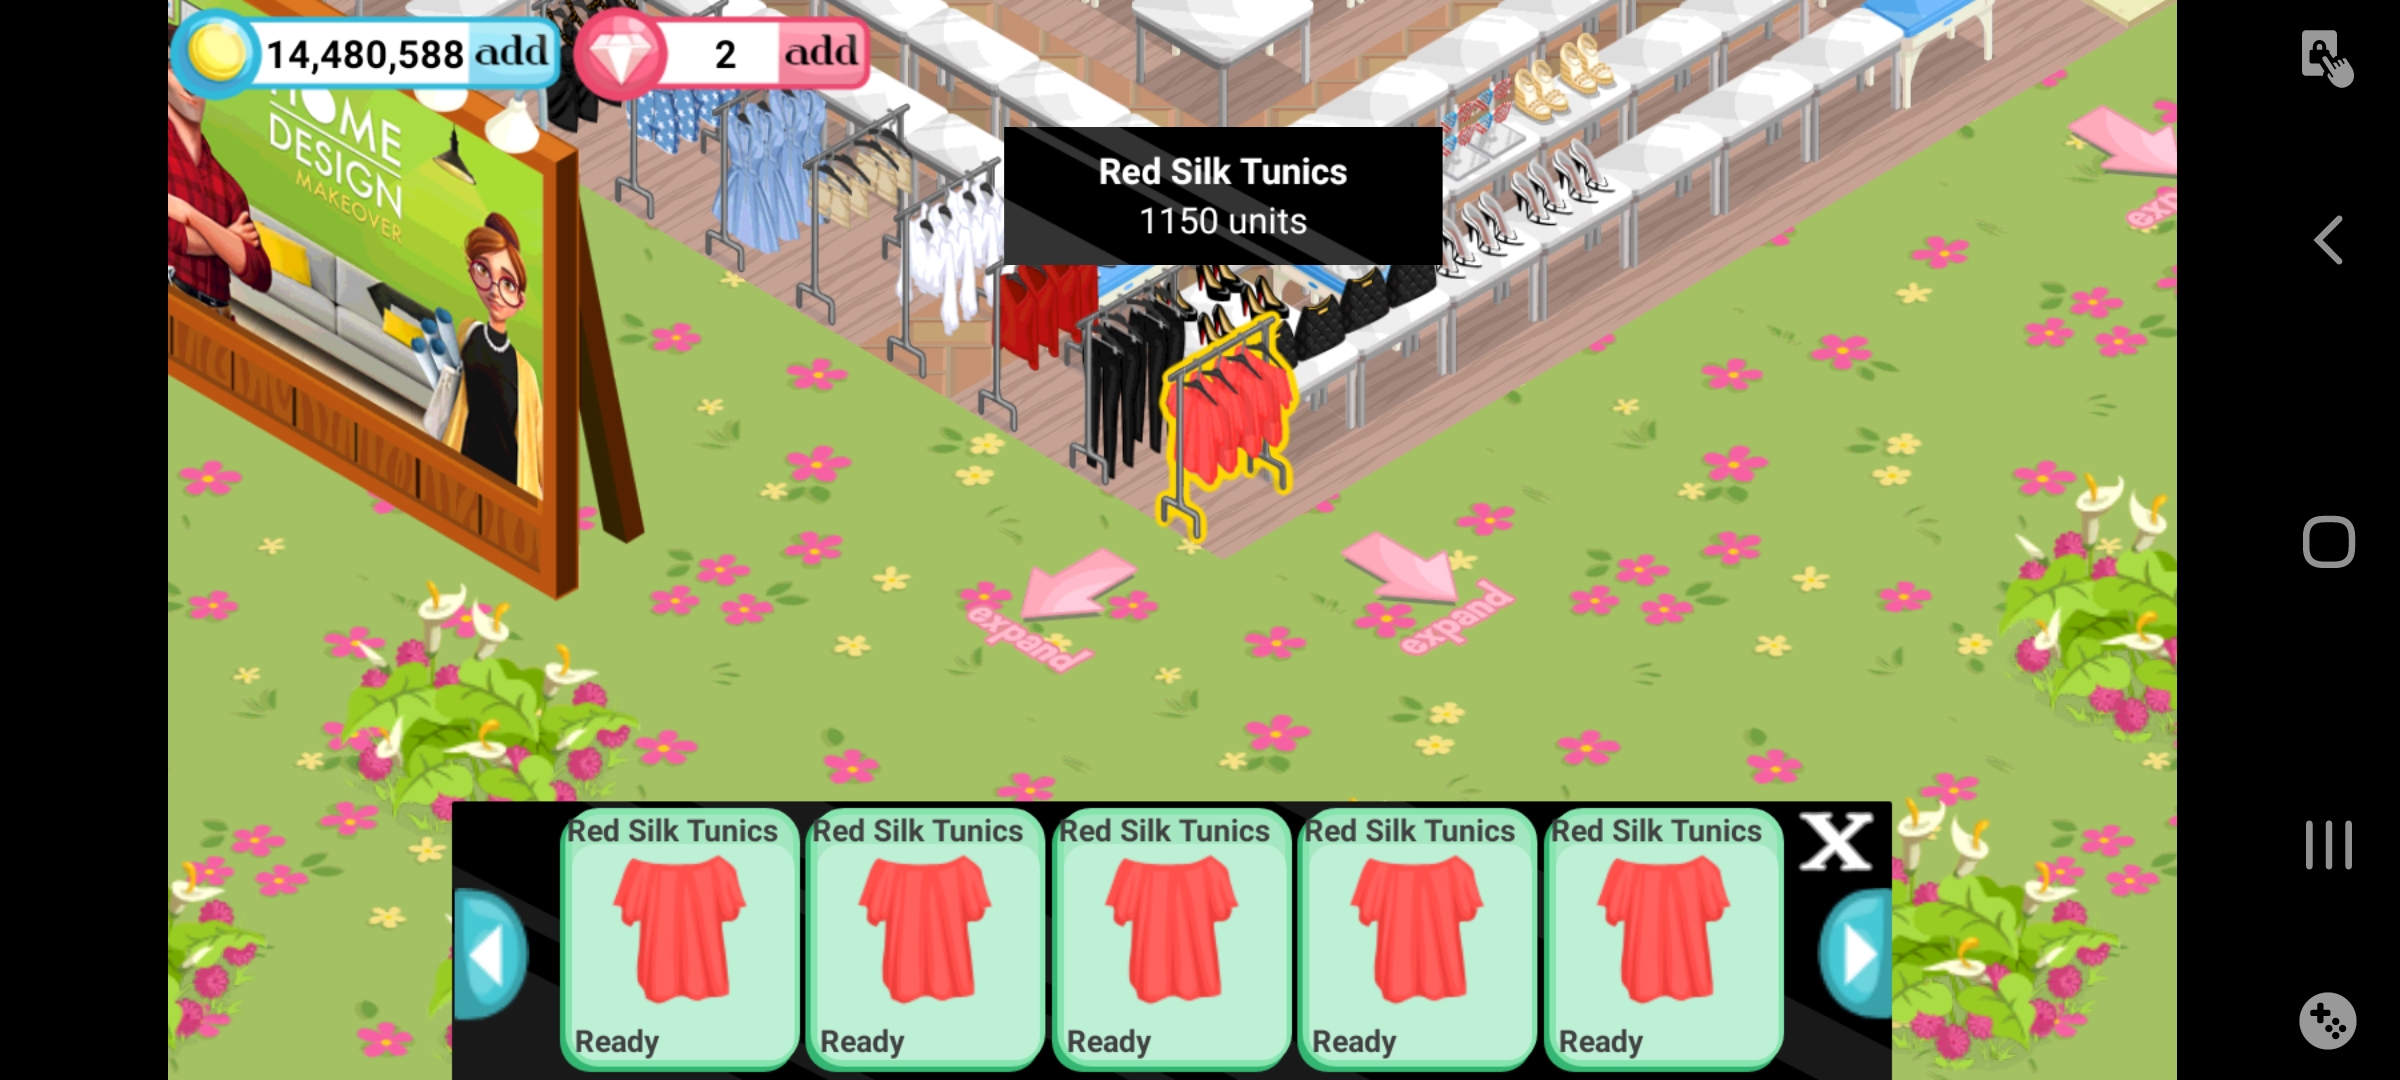 14,480,588 add
2 add
HOME
DESIGN
MAKEOVER
Red Silk Tunics
1150 units
expand
expand
Red Silk Tunics
Ready
Red Silk Tunics
Ready
Red Silk Tunics
Ready
Red Silk Tunics
Ready
Red Silk Tunics
Ready
X